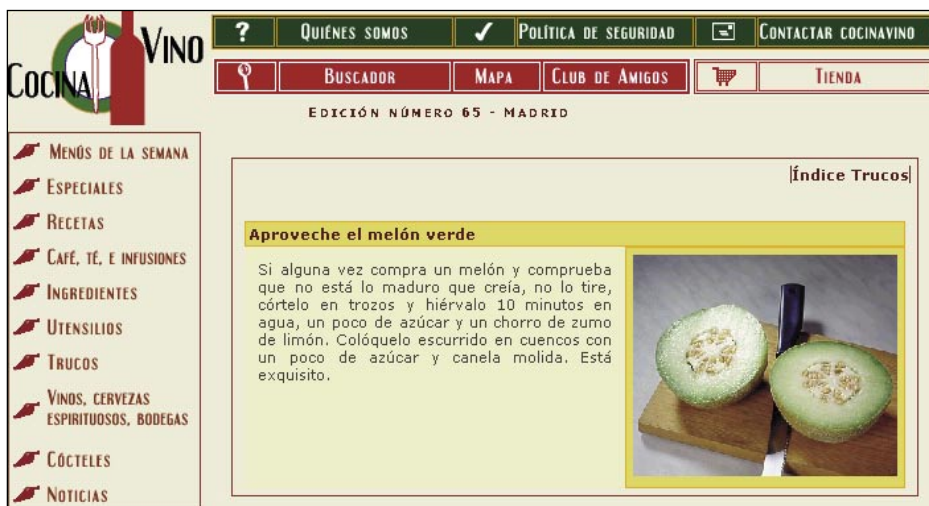 COCINA VINO
? QUIÉNES SOMOS POLÍTICA DE SEGURIDAD CONTACTAR COCINAVINO
BUSCADOR MAPA CLUB DE AMIGOS TIENDA
EDICIÓN NÚMERO 65 - MADRID
MENÚS DE LA SEMANA
ESPECIALES
RECETAS
CAFÉ, TÉ, E INFUSIONES
INGREDIENTES
UTENSILIOS
TRUCOS
VINOS, CERVEZAS
ESPIRITUOSOS, BODEGAS
CÓCTELES
NOTICIAS
|Índice Trucos|
Aproveche el melón verde
Si alguna vez compra un melón y comprueba
que no está lo maduro que creía, no lo tire,
córtelo en trozos y hiérvalo 10 minutos en
agua, un poco de azúcar y un chorro de zumo
de limón. Colóquelo escurrido en cuencos con
un poco de azúcar y canela molida. Está
exquisito.